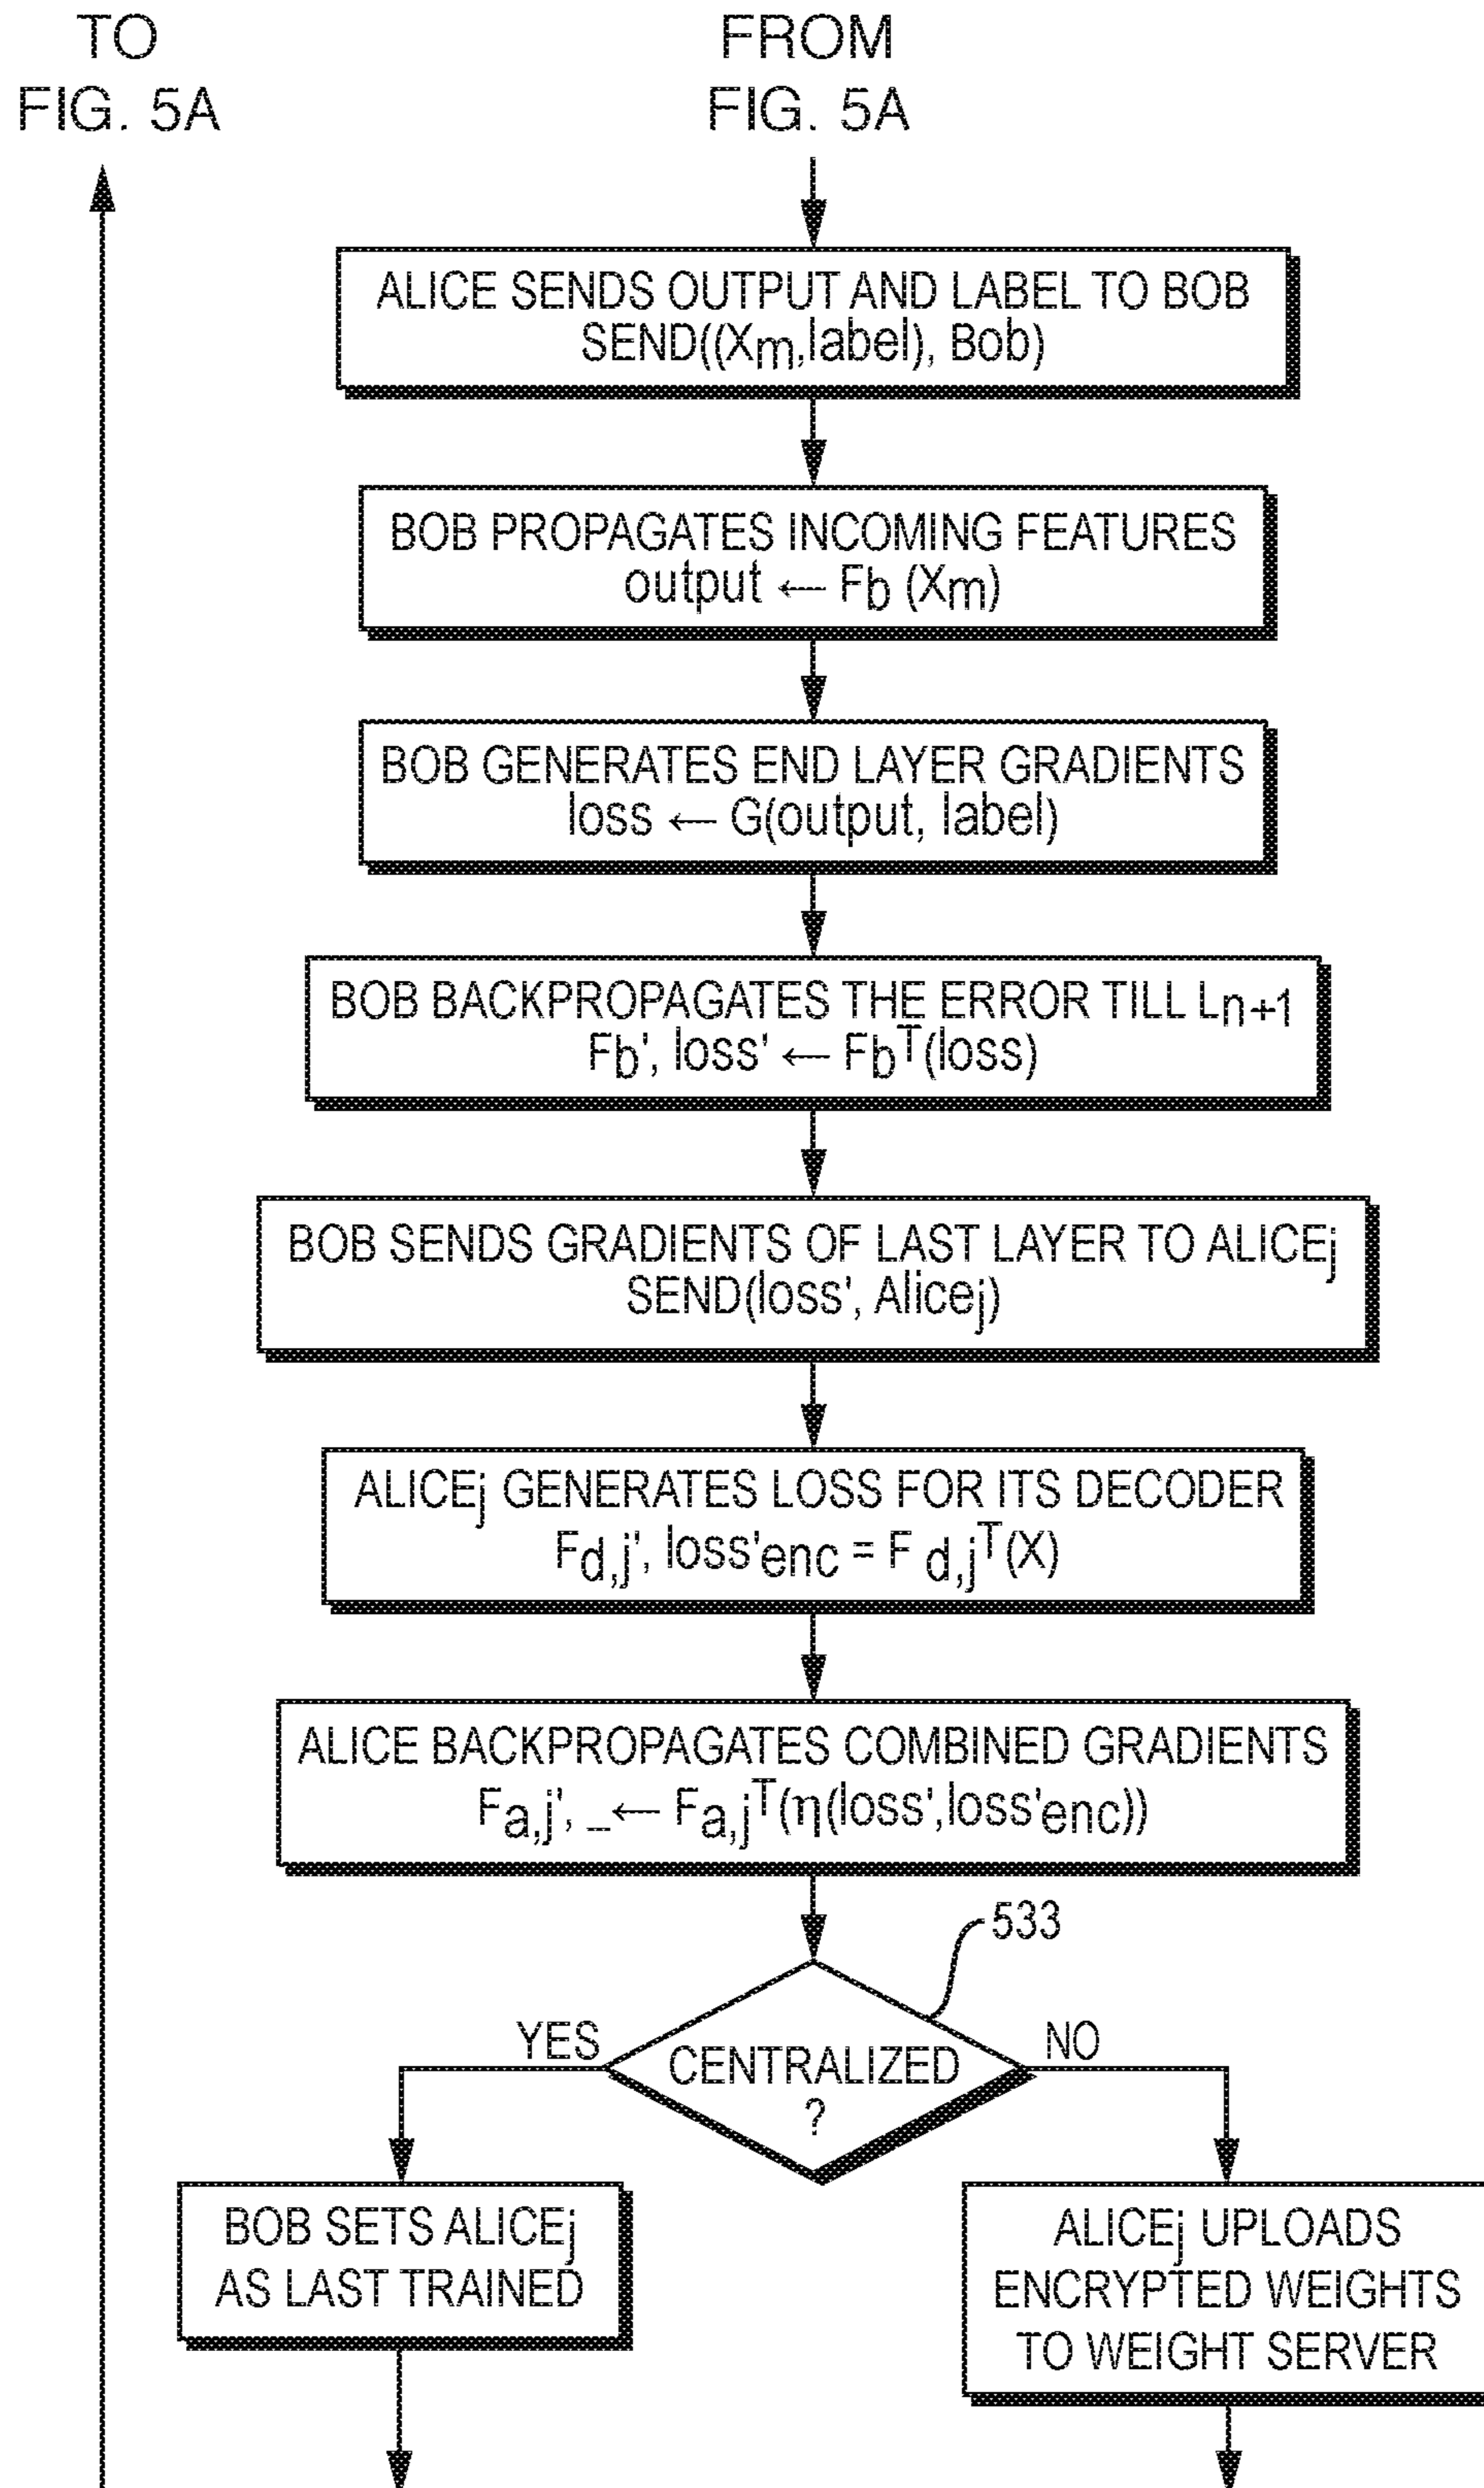 TO
FIG. 5A
FROM
FIG. 5A
ALICE SENDS OUTPUT AND LABEL TO BOB
SEND((Xm,label), Bob)
BOB PROPAGATES INCOMING FEATURES
output ← Fb (Xm)
BOB GENERATES END LAYER GRADIENTS
loss ← G(output, label)
BOB BACKPROPAGATES THE ERROR TILL Ln+1
Fb', loss' ← FbT(loss)
BOB SENDS GRADIENTS OF LAST LAYER TO ALICEj
SEND(loss', Alicej)
ALICEj GENERATES LOSS FOR ITS DECODER
Fd,j', loss'enc = F d,jT(X)
ALICE BACKPROPAGATES COMBINED GRADIENTS
Fa,j', _← Fa,jT(η(loss',loss'enc))
533
YES
CENTRALIZED
?
NO
BOB SETS ALICEj
AS LAST TRAINED
ALICEj UPLOADS
ENCRYPTED WEIGHTS
TO WEIGHT SERVER